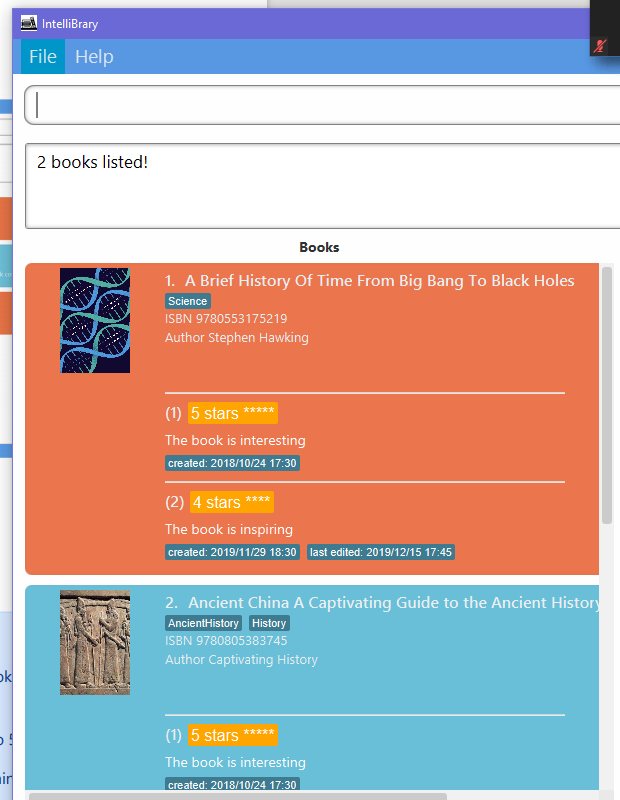 IntelliBrary
File Help
2 books listed!
Books
1. A Brief History Of Time From Big Bang To Black Holes
Science
ISBN 9780553175219
Author Stephen Hawking
(1) 5 stars *****
The book is interesting
created: 2018/10/24 17:30
(2) 4 stars ****
The book is inspiring
created: 2019/11/29 18:30 last edited: 2019/12/15 17:45
2. Ancient China A Captivating Guide to the Ancient History
AncientHistory History
ISBN 9780805383745
Author Captivating History
(1) 5 stars *****
The book is interesting
created: 2018/10/24 17:30